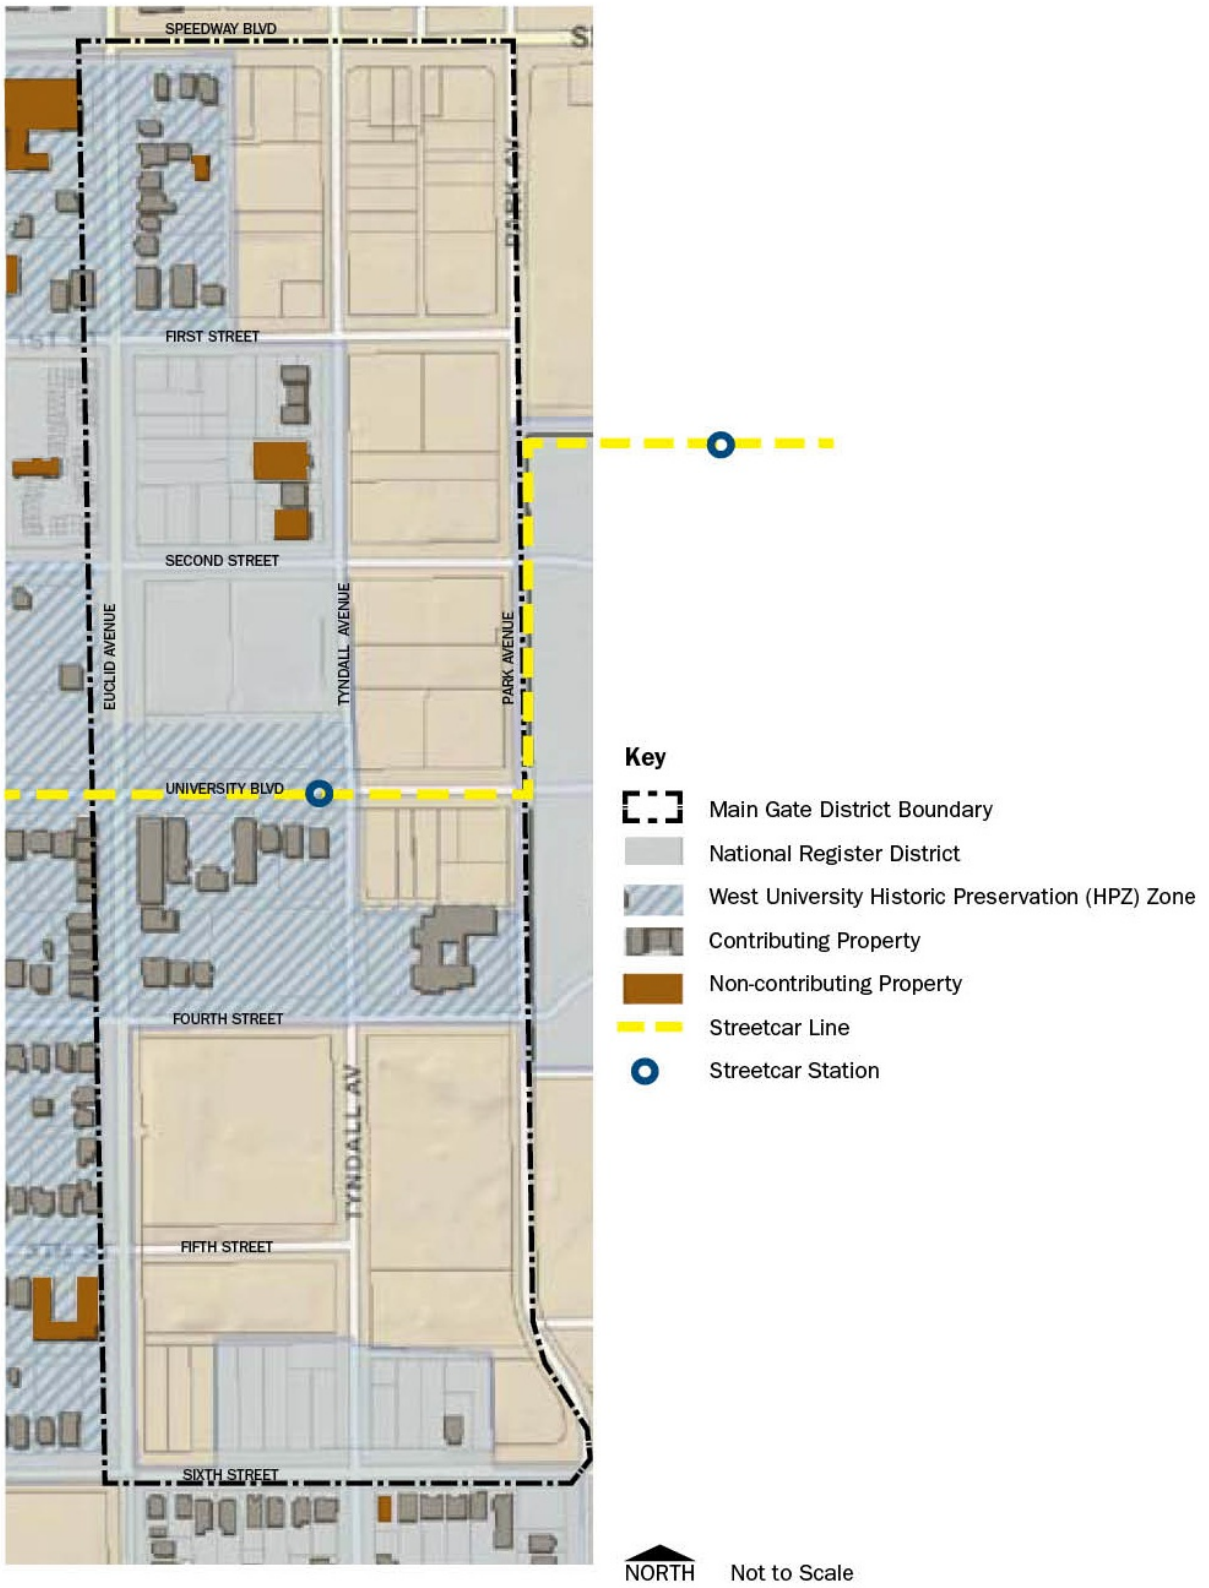 SPEEDWAY BLVD
PARK AV
FIRST STREET
SECOND STREET
EUCLID AVENUE
TYNDALL AVENUE
PARK AVENUE
UNIVERSITY BLVD
FOURTH STREET
TYNDALL AV
FIFTH STREET
SIXTH STREET
Key
Main Gate District Boundary
National Register District
West University Historic Preservation (HPZ) Zone
Contributing Property
Non-contributing Property
Streetcar Line
Streetcar Station
NORTH Not to Scale